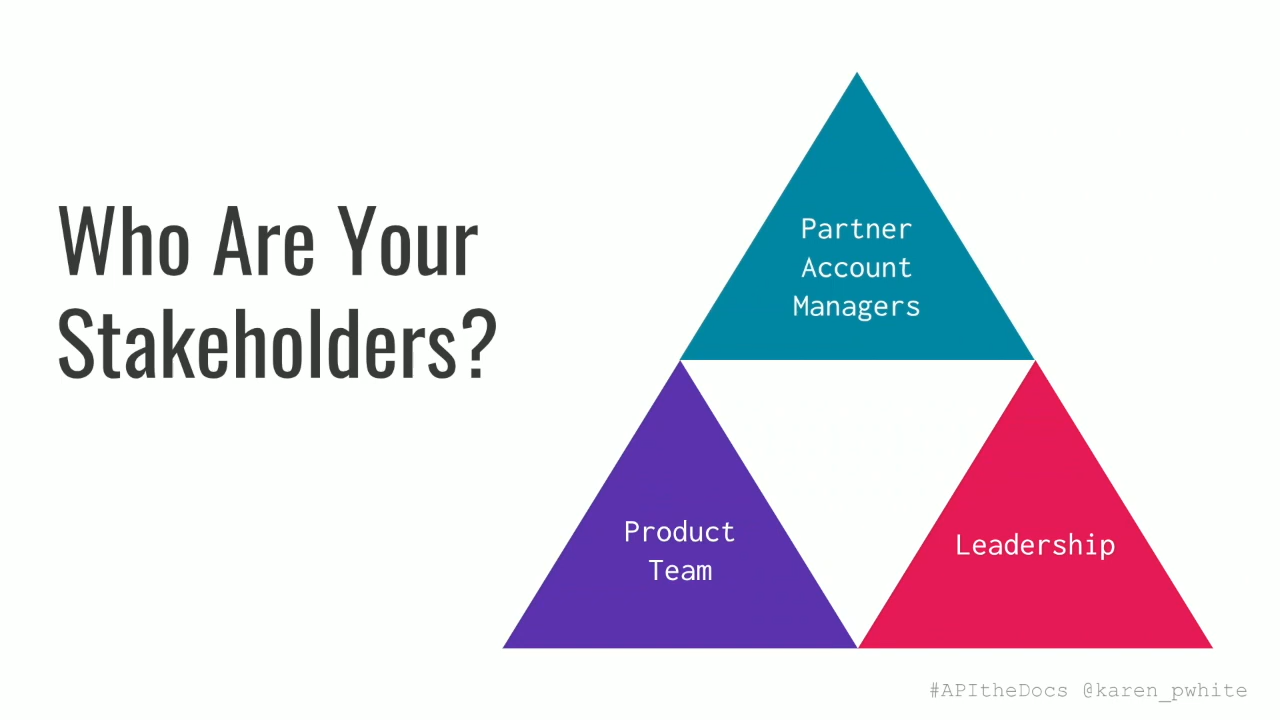 Who Are Your
Stakeholders?
Partner
Account
Managers
Product
Team
Leadership
#APItheDocs @karen_pwhite